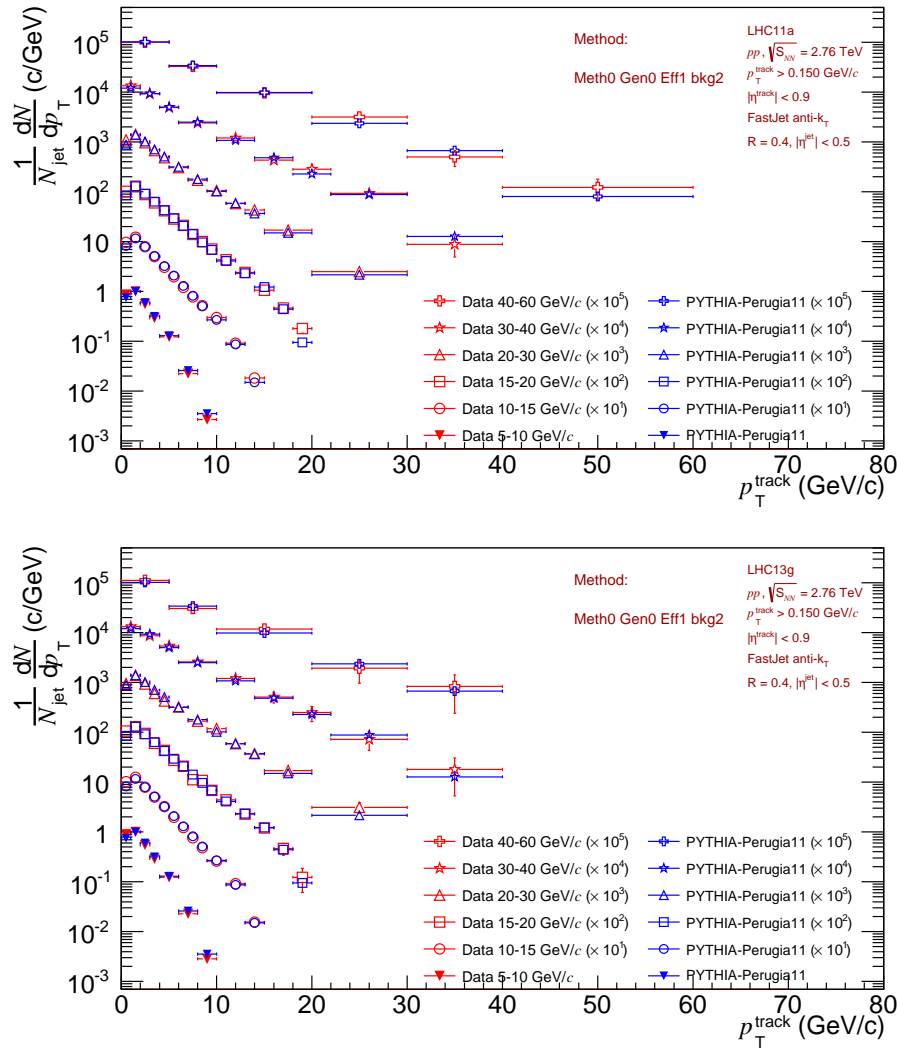 1/N_jet dN/dp_T (c/GeV)
10^5
10^4
10^3
10^2
10
1
10^-1
10^-2
10^-3
Method:
Meth0 Gen0 Eff1 bkg2
LHC11a
pp , √S_NN = 2.76 TeV
p_T^track > 0.150 GeV/c
|η^track| < 0.9
FastJet anti-k_T
R = 0.4, |η^jet| < 0.5
Data 40-60 GeV/c (× 10^5) PYTHIA-Perugia11 (× 10^5)
Data 30-40 GeV/c (× 10^4) PYTHIA-Perugia11 (× 10^4)
Data 20-30 GeV/c (× 10^3) PYTHIA-Perugia11 (× 10^3)
Data 15-20 GeV/c (× 10^2) PYTHIA-Perugia11 (× 10^2)
Data 10-15 GeV/c (× 10^1) PYTHIA-Perugia11 (× 10^1)
Data 5-10 GeV/c PYTHIA-Perugia11
0 10 20 30 40 50 60 70 80
p_T^track (GeV/c)
1/N_jet dN/dp_T (c/GeV)
10^5
10^4
10^3
10^2
10
1
10^-1
10^-2
10^-3
Method:
Meth0 Gen0 Eff1 bkg2
LHC13g
pp , √S_NN = 2.76 TeV
p_T^track > 0.150 GeV/c
|η^track| < 0.9
FastJet anti-k_T
R = 0.4, |η^jet| < 0.5
Data 40-60 GeV/c (× 10^5) PYTHIA-Perugia11 (× 10^5)
Data 30-40 GeV/c (× 10^4) PYTHIA-Perugia11 (× 10^4)
Data 20-30 GeV/c (× 10^3) PYTHIA-Perugia11 (× 10^3)
Data 15-20 GeV/c (× 10^2) PYTHIA-Perugia11 (× 10^2)
Data 10-15 GeV/c (× 10^1) PYTHIA-Perugia11 (× 10^1)
Data 5-10 GeV/c PYTHIA-Perugia11
0 10 20 30 40 50 60 70 80
p_T^track (GeV/c)